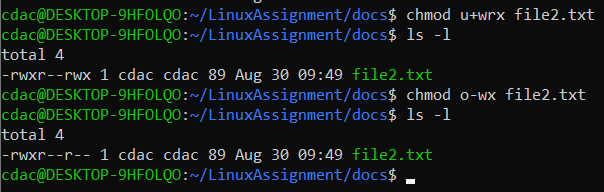 cdac@DESKTOP-9HFOLQO:~/LinuxAssignment/docs$ chmod u+wrx file2.txt
cdac@DESKTOP-9HFOLQO:~/LinuxAssignment/docs$ ls -l
total 4
-rwxr--rwx 1 cdac cdac 89 Aug 30 09:49 file2.txt
cdac@DESKTOP-9HFOLQO:~/LinuxAssignment/docs$ chmod o-wx file2.txt
cdac@DESKTOP-9HFOLQO:~/LinuxAssignment/docs$ ls -l
total 4
-rwxr--r-- 1 cdac cdac 89 Aug 30 09:49 file2.txt
cdac@DESKTOP-9HFOLQO:~/LinuxAssignment/docs$